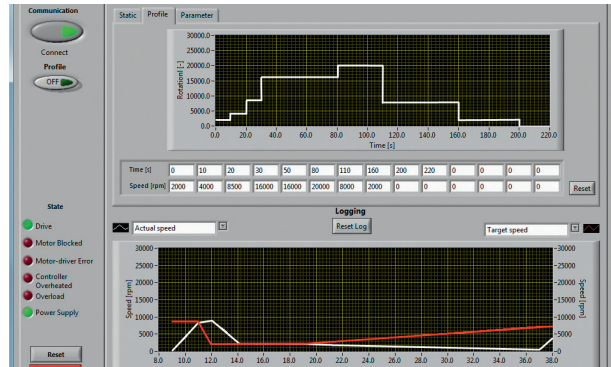 Communication
Connect
Profile
OFF
State
Drive
Motor Blocked
Motor-driver Error
Controller
Overheated
Overload
Power Supply
Reset
Static Profile Parameter
Rotationl [-]
30000.0
25000.0
20000.0
15000.0
10000.0
5000.0
0.0
0.0 20.0 40.0 60.0 80.0 100.0 120.0 140.0 160.0 180.0 200.0 220.0
Time [s]
Time [s] 0 10 20 30 50 80 110 160 200 220 0 0 0 0
Speed [rpm] 2000 4000 8500 16000 16000 20000 8000 2000 0 0 0 0 0 0
Reset
Logging
Actual speed
Reset Log
Target speed
Speed [rpm]
30000
25000
20000
15000
10000
5000
0
8.0 10.0 12.0 14.0 16.0 18.0 20.0 22.0 24.0 26.0 28.0 30.0 32.0 34.0 36.0 38.0
30000
25000
20000
15000
10000
5000
0
Speed [rpm]